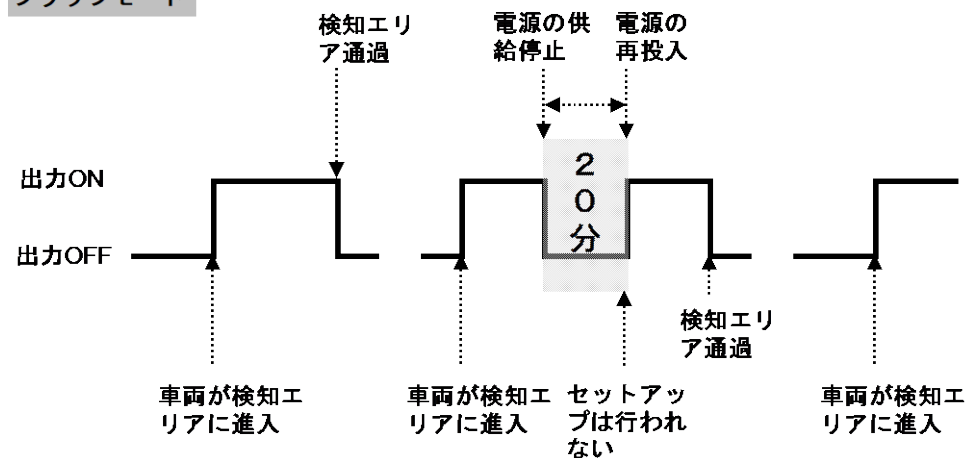 検知エリ
ア通過
電源の供
給停止
電源の
再投入
出力ON
出力OFF
20分
検知エリ
ア通過
車両が検知エ
リアに進入
車両が検知エ
リアに進入
セットアッ
プは行われ
ない
車両が検知エ
リアに進入